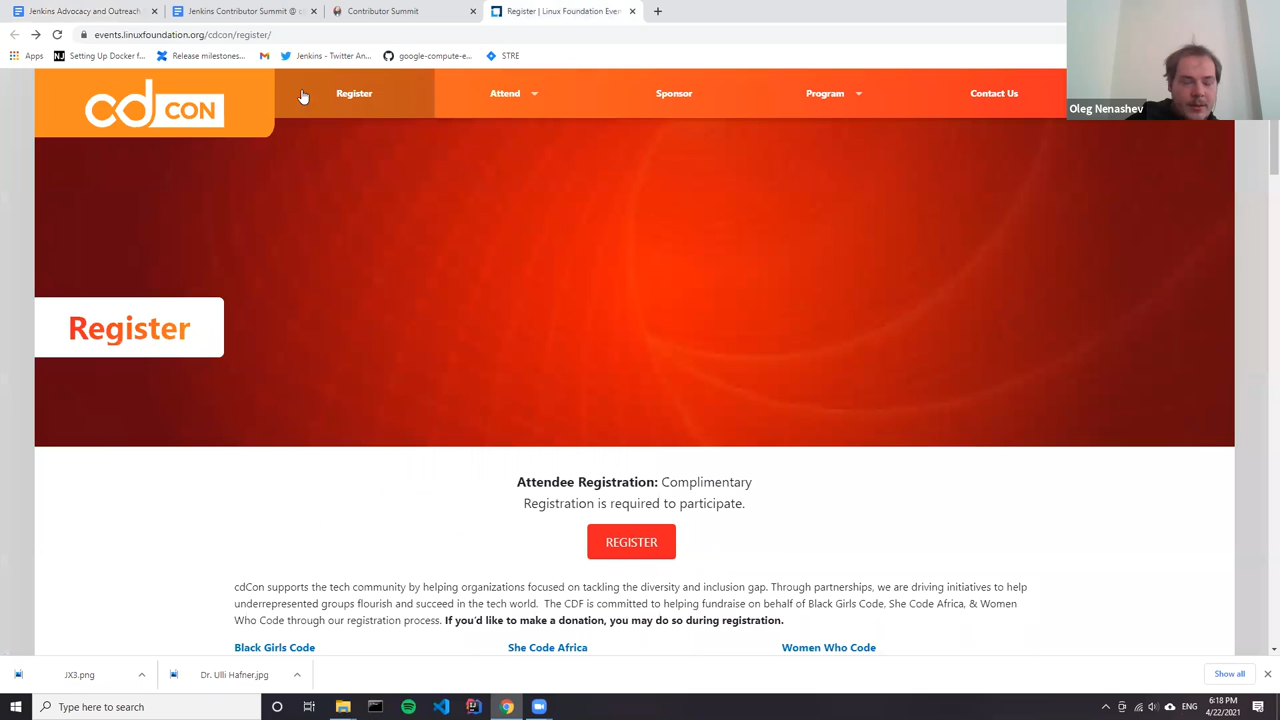 Jenkins Advocacy and Outreach
Jenkins Contributor Summit @ c
Contributor Summit
Register | Linux Foundation Even
events.linuxfoundation.org/cdcon/register/
Apps
Setting Up Docker f...
Release milestones...
Jenkins - Twitter An...
google-compute-e...
STRE
cd CON
Register
Attend
Sponsor
Program
Contact Us
Oleg Nenashev
Register
Attendee Registration: Complimentary
Registration is required to participate.
REGISTER
cdCon supports the tech community by helping organizations focused on tackling the diversity and inclusion gap. Through partnerships, we are driving initiatives to help
underrepresented groups flourish and succeed in the tech world. The CDF is committed to helping fundraise on behalf of Black Girls Code, She Code Africa, & Women
Who Code through our registration process. If you'd like to make a donation, you may do so during registration.
Black Girls Code
She Code Africa
Women Who Code
JX3.png
Dr. Ulli Hafner.jpg
Show all
Type here to search
ENG
6:18 PM
4/22/2021